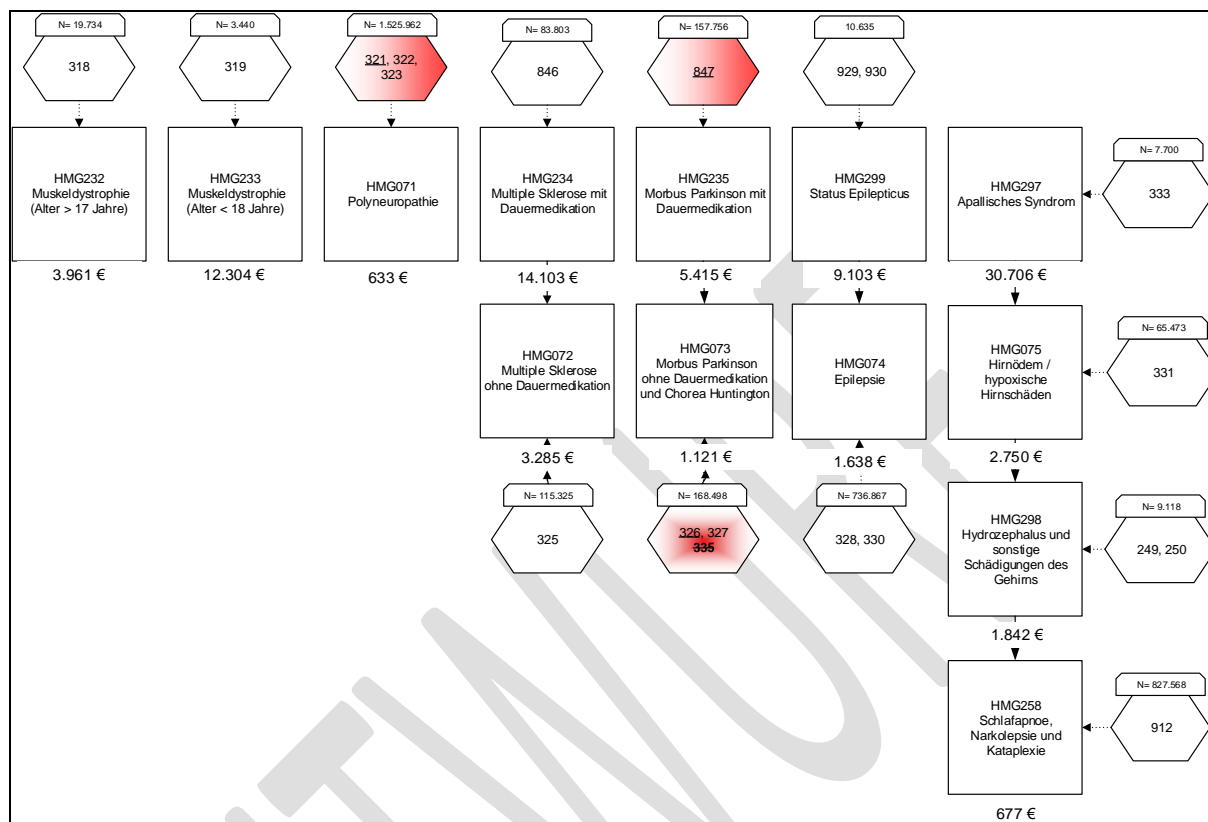 N= 19.734
318
HMG232
Muskeldystrophie
(Alter > 17 Jahre)
3.961 €
N= 3.440
319
HMG233
Muskeldystrophie
(Alter < 18 Jahre)
12.304 €
N= 1.525.962
321, 322,
323
HMG071
Polyneuropathie
633 €
N= 83.803
846
HMG234
Multiple Sklerose mit
Dauermedikation
14.103 €
HMG072
Multiple Sklerose
ohne Dauermedikation
3.285 €
N= 115.325
325
N= 157.756
847
HMG235
Morbus Parkinson mit
Dauermedikation
5.415 €
HMG073
Morbus Parkinson
ohne Dauermedikation
und Chorea Huntington
1.121 €
N= 168.498
326, 327
335
10.635
929, 930
HMG299
Status Epilepticus
9.103 €
HMG074
Epilepsie
1.638 €
N= 736.867
328, 330
HMG297
Apallisches Syndrom
30.706 €
N= 7.700
333
HMG075
Hirnödem /
hypoxische
Hirnschäden
2.750 €
N= 65.473
331
HMG298
Hydrozephalus und
sonstige
Schädigungen des
Gehirns
1.842 €
N= 9.118
249, 250
HMG258
Schlafapnoe,
Narkolepsie und
Kataplexie
677 €
N= 827.568
912